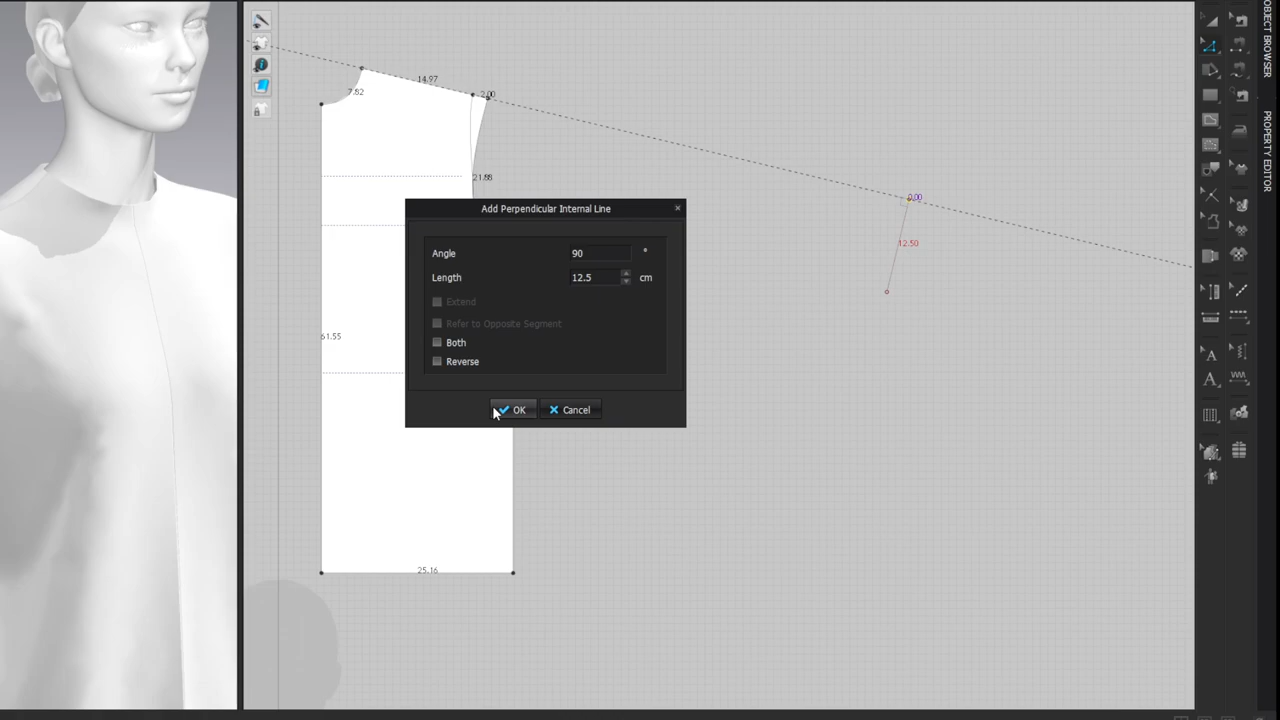 OBJECT BROWSER
PROPERTY EDITOR
14.97
7.82
2.00
21.88
2.00
12.50
61.55
25.16
Add Perpendicular Internal Line
Angle 90 °
Length 12.5 cm
Extend
Refer to Opposite Segment
Both
Reverse
OK Cancel